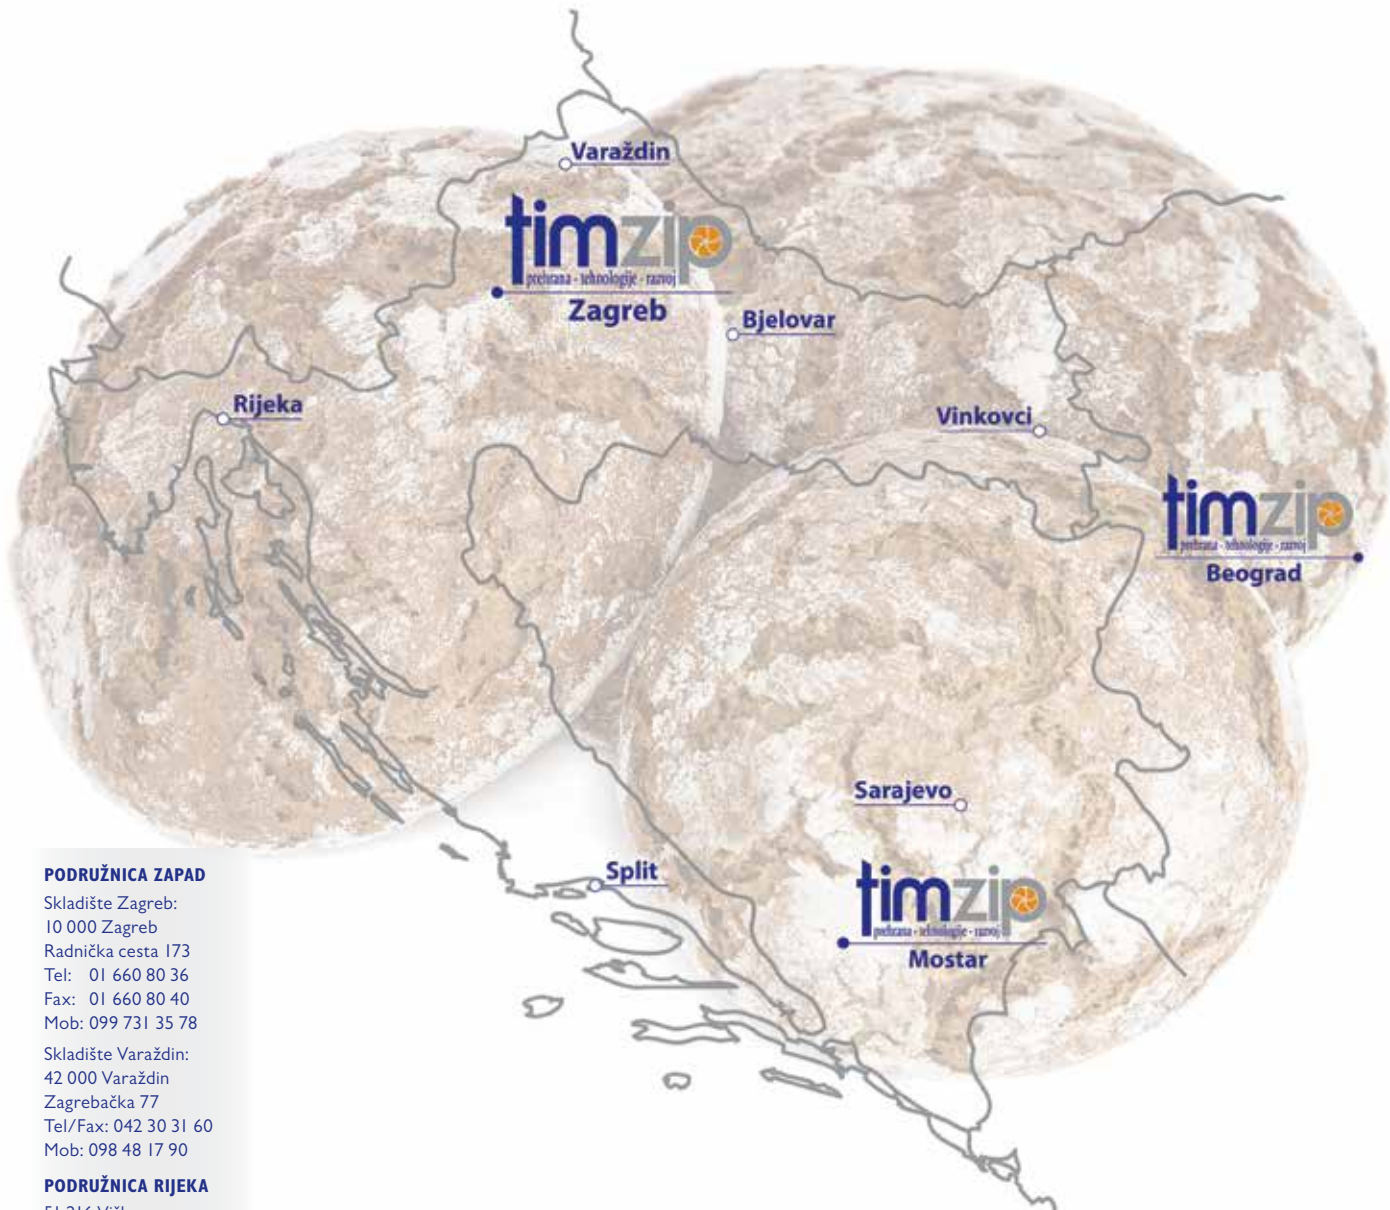 Varaždin
timzip
prehrana - tehnologije - razvoj
Zagreb
Bjelovar
Rijeka
Vinkovci
timzip
prehrana - tehnologije - razvoj
Beograd
Sarajevo
Split
timzip
prehrana - tehnologije - razvoj
Mostar
PODRUŽNICA ZAPAD
Skladište Zagreb:
10 000 Zagreb
Radnička cesta 173
Tel: 01 660 80 36
Fax: 01 660 80 40
Mob: 099 731 35 78
Skladište Varaždin:
42 000 Varaždin
Zagrebačka 77
Tel/Fax: 042 30 31 60
Mob: 098 48 17 90
PODRUŽNICA RIJEKA